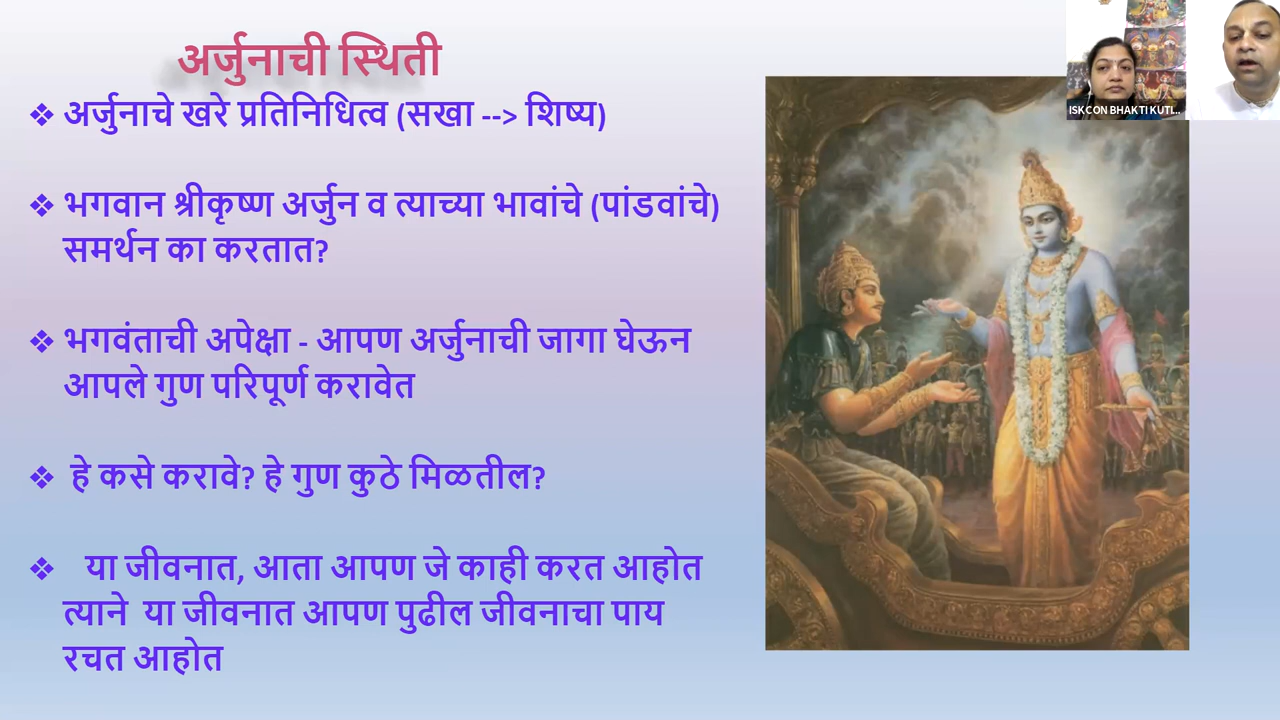 अर्जुनाची स्थिती
ISKCON BHAKTI KUTI...
❖ अर्जुनाचे खरे प्रतिनिधित्व (सखा --> शिष्य)
❖ भगवान श्रीकृष्ण अर्जुन व त्याच्या भावांचे (पांडवांचे)
समर्थन का करतात?
❖ भगवंताची अपेक्षा - आपण अर्जुनाची जागा घेऊन
आपले गुण परिपूर्ण करावेत
❖ हे कसे करावे? हे गुण कुठे मिळतील?
❖ या जीवनात, आता आपण जे काही करत आहोत
त्याने या जीवनात आपण पुढील जीवनाचा पाय
रचत आहोत